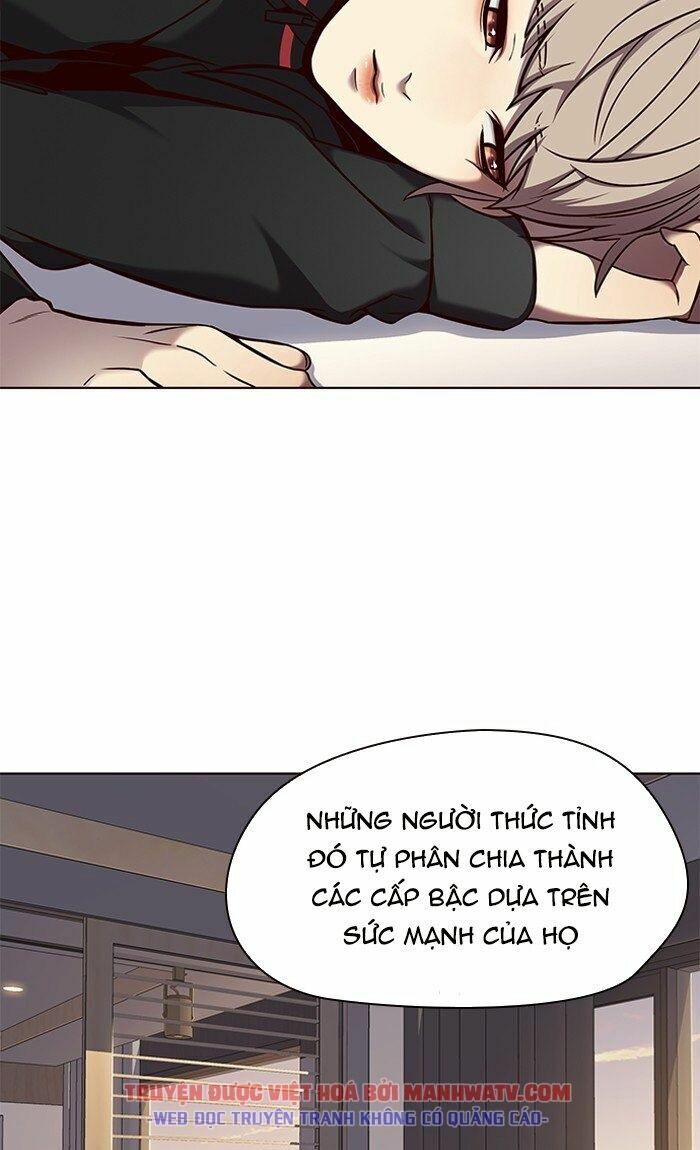 NHỮNG NGƯỜI THỨC TỈNH
ĐÓ TỰ PHÂN CHIA THÀNH
CÁC CẤP BẬC DỰA TRÊN
SỨC MẠNH CỦA HỌ
TRUYỆN ĐƯỢC VIỆT HOÁ BỞI MANHWATV.COM
-WEB ĐỌC TRUYỆN TRANH KHÔNG CÓ QUẢNG CÁO-